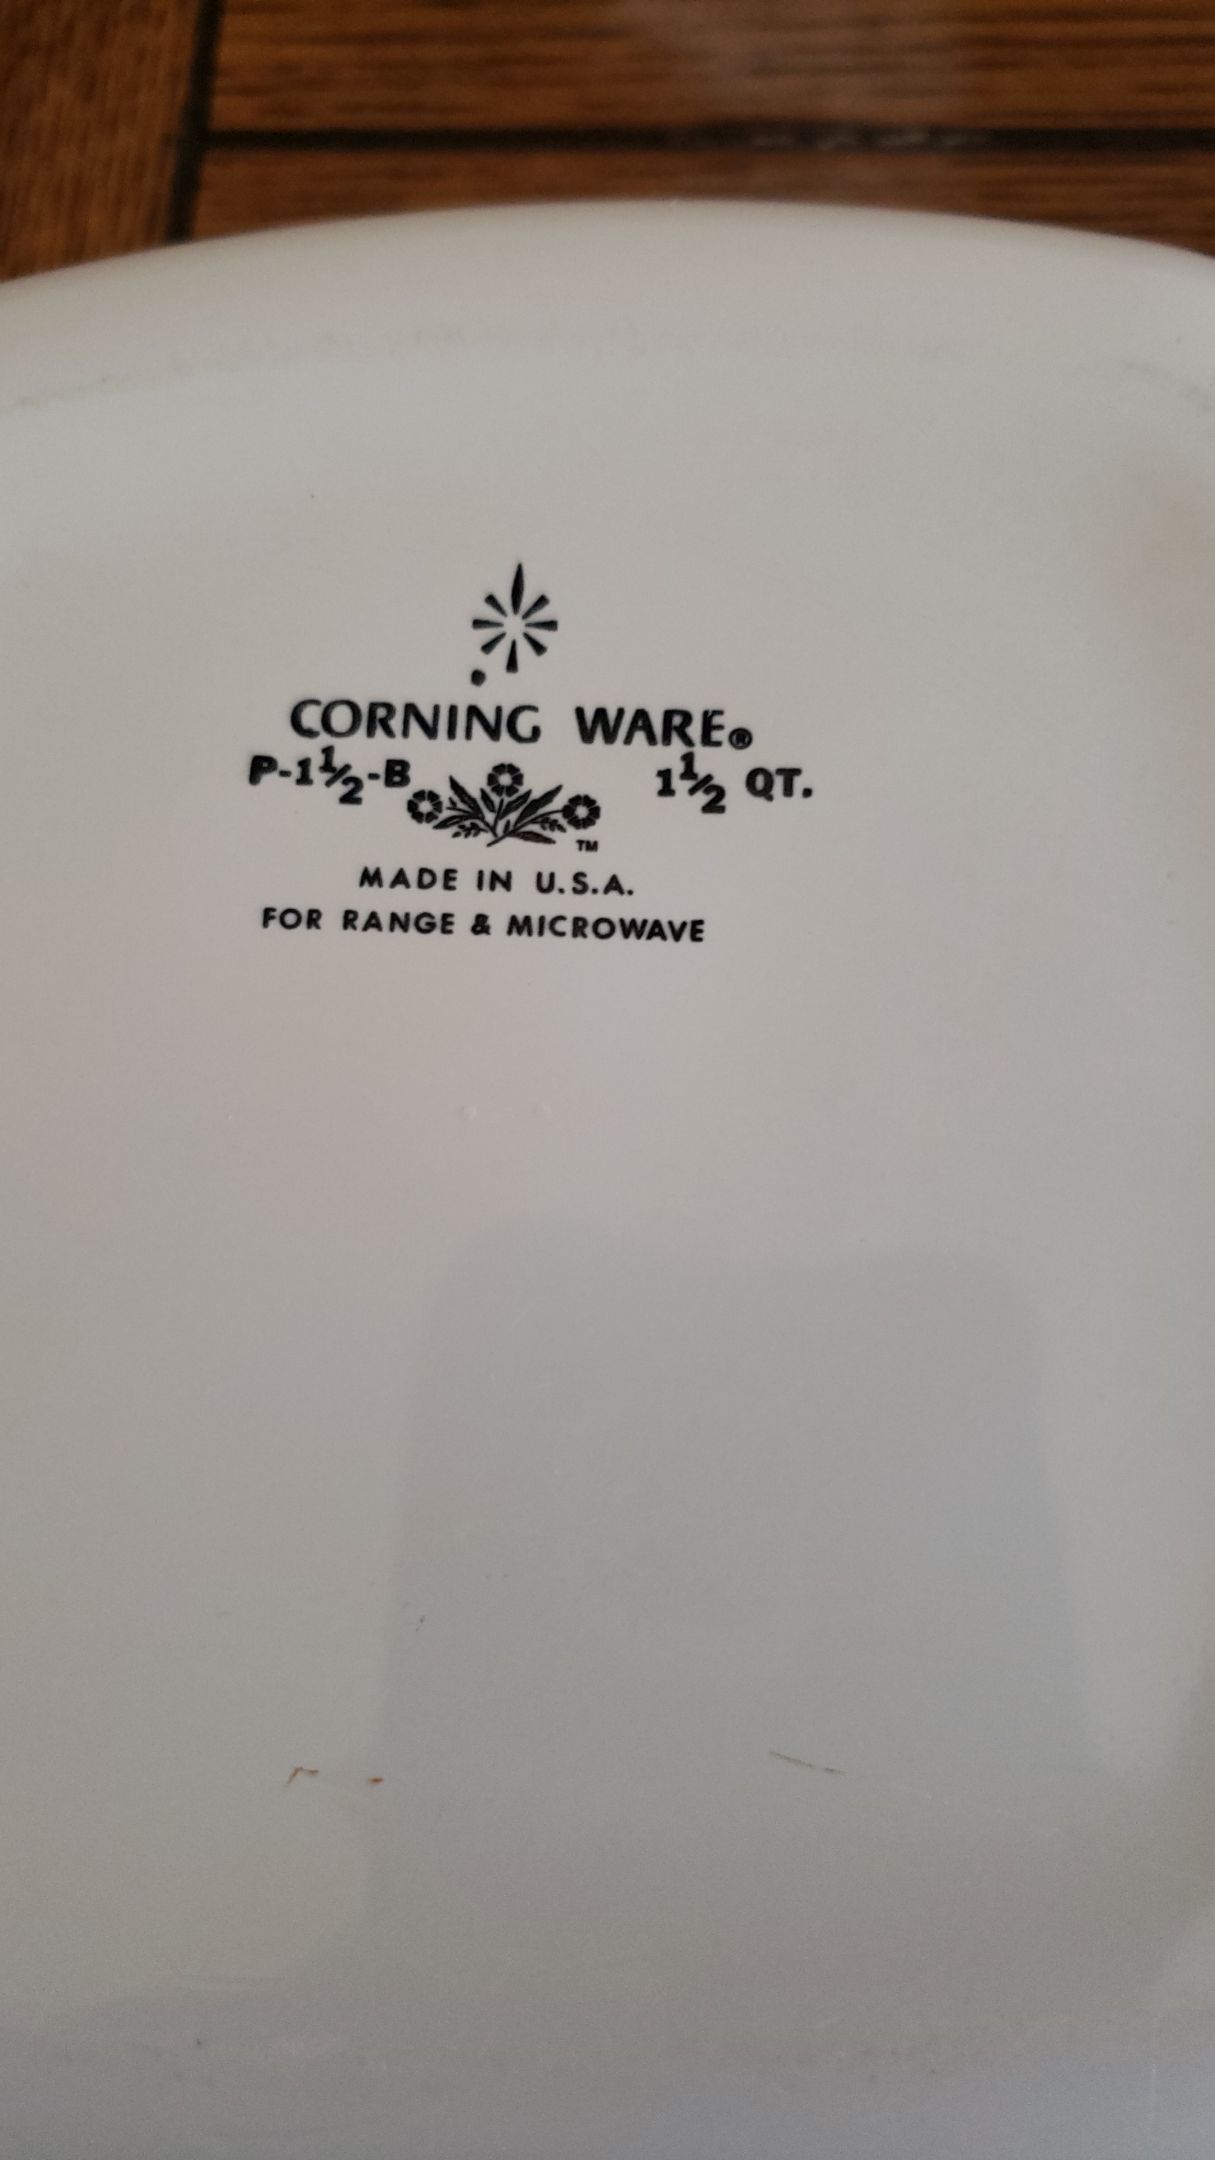 CORNING WARE®
P-1½-B 1½ QT.
TM
MADE IN U.S.A.
FOR RANGE & MICROWAVE